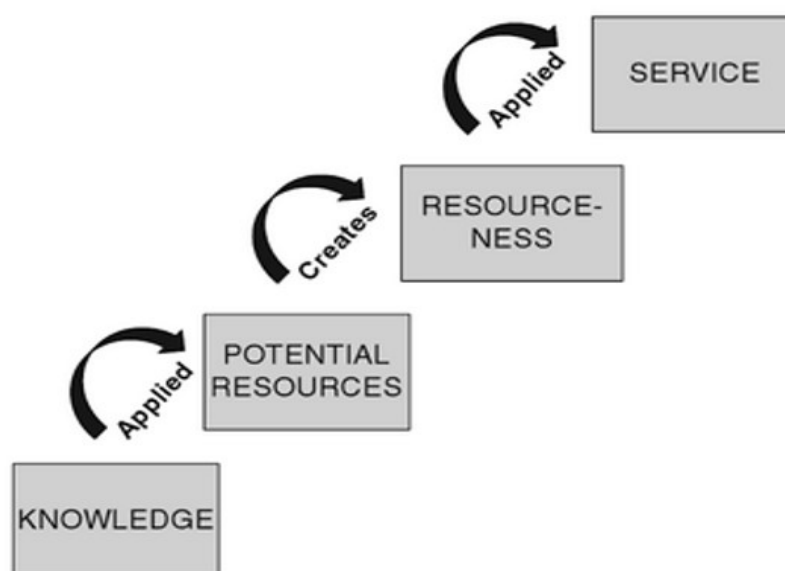 SERVICE
Applied
RESOURCE-
NESS
Creates
POTENTIAL
RESOURCES
Applied
KNOWLEDGE